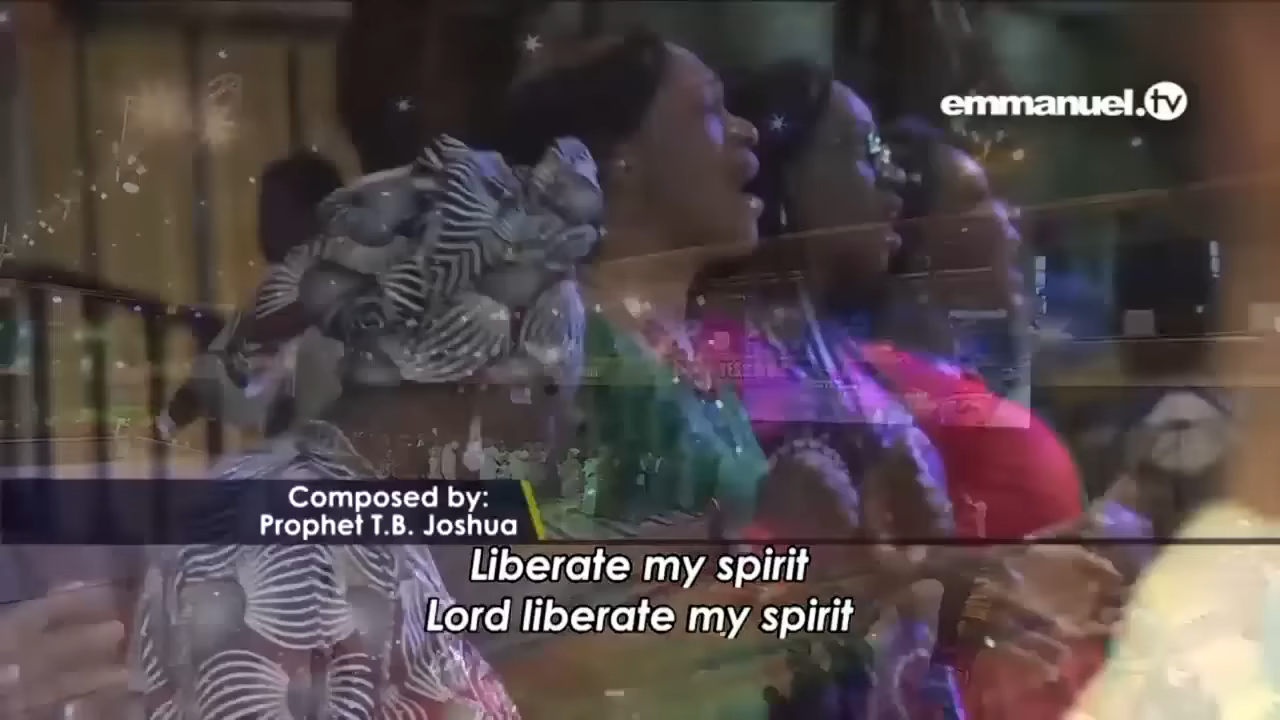 emmanuel.tv
Composed by:
Prophet T.B. Joshua
Liberate my spirit
Lord liberate my spirit